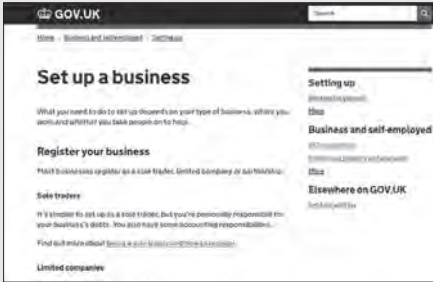 GOV.UK
Search
Home Business and self-employed Setting up
Set up a business
What you need to do to set up depends on your type of business, where you
work and whether you take people on to help.
Register your business
Most businesses register as a sole trader, limited company or partnership.
Sole traders
It's simpler to set up as a sole trader, but you're personally responsible for
your business's debts. You also have some accounting responsibilities.
Find out more about
Limited companies
Setting up
More
Business and self-employed
More
Elsewhere on GOV.UK